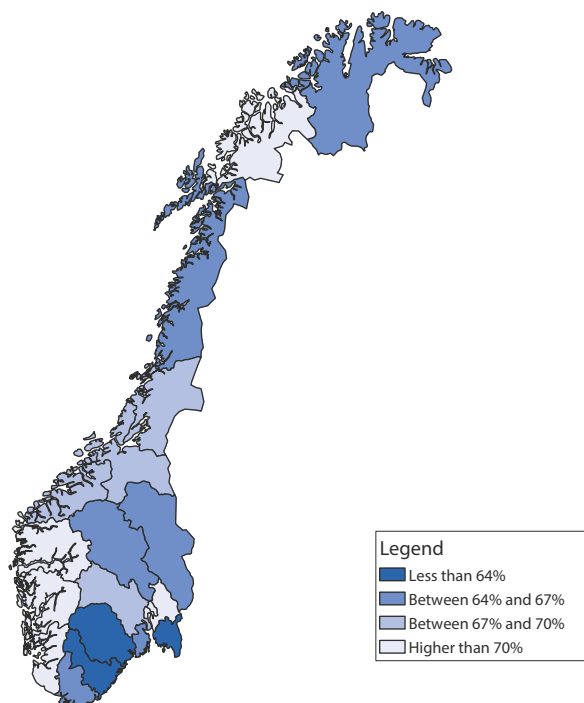 Legend
Less than 64%
Between 64% and 67%
Between 67% and 70%
Higher than 70%